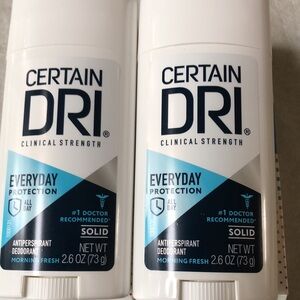 CERTAIN
DRI®
CLINICAL STRENGTH
EVERYDAY
PROTECTION
ALL
DAY
#1 DOCTOR
RECOMMENDED
SOLID
ANTIPERSPIRANT
DEODORANT
MORNING FRESH
NET WT
2.6 OZ (73 g)
CERTAIN
DRI®
CLINICAL STRENGTH
EVERYDAY
PROTECTION
ALL
DAY
#1 DOCTOR
RECOMMENDED
SOLID
ANTIPERSPIRANT
DEODORANT
MORNING FRESH
NET WT
2.6 OZ (73 g)